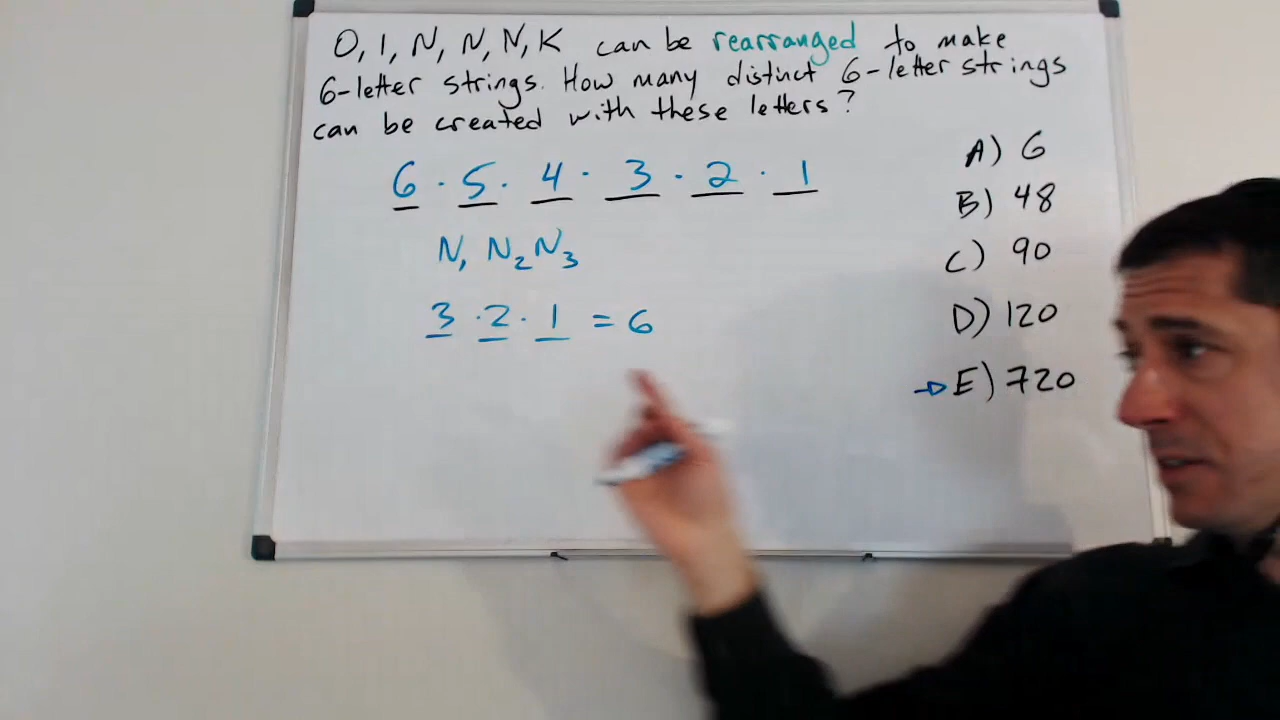 O, I, N, N, N, K can be rearranged to make
6-letter strings. How many distinct 6-letter strings
can be created with these letters?
6 · 5 · 4 · 3 · 2 · 1
N₁ N₂ N₃
3 · 2 · 1 = 6
A) 6
B) 48
C) 90
D) 120
→ E) 720